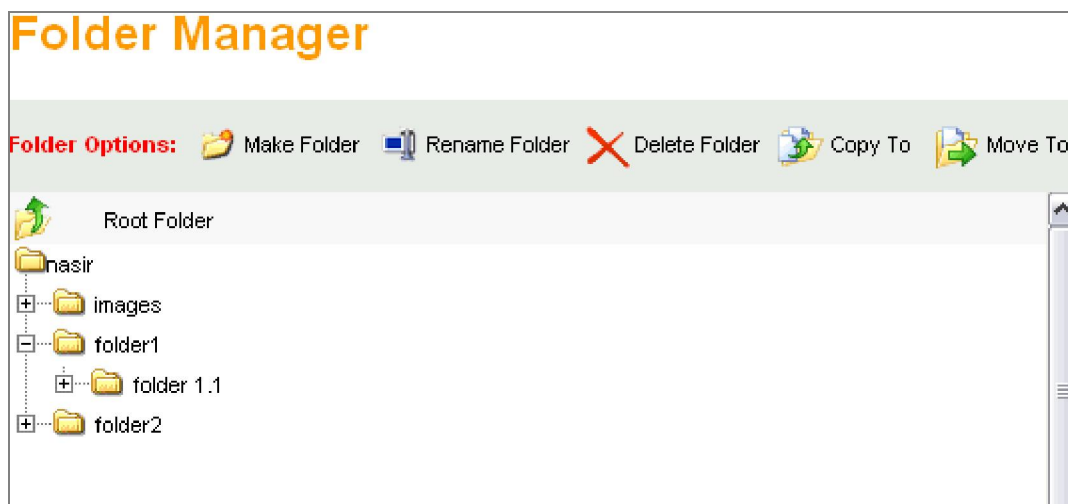 Folder Manager
Folder Options: Make Folder Rename Folder Delete Folder Copy To Move To
Root Folder
nasir
images
folder1
folder 1.1
folder2